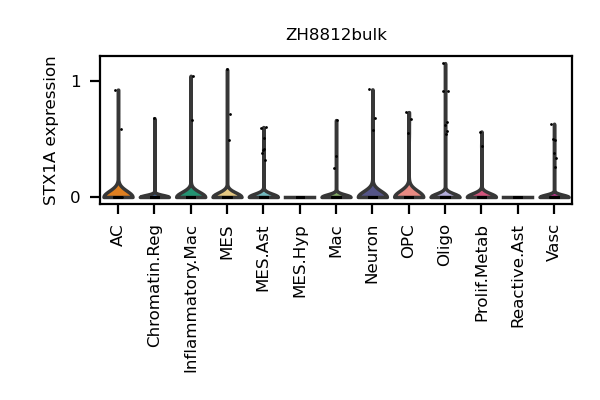 ZH8812bulk
STX1A expression
1
0
AC
Chromatin.Reg
Inflammatory.Mac
MES
MES.Ast
MES.Hyp
Mac
Neuron
OPC
Oligo
Prolif.Metab
Reactive.Ast
Vasc